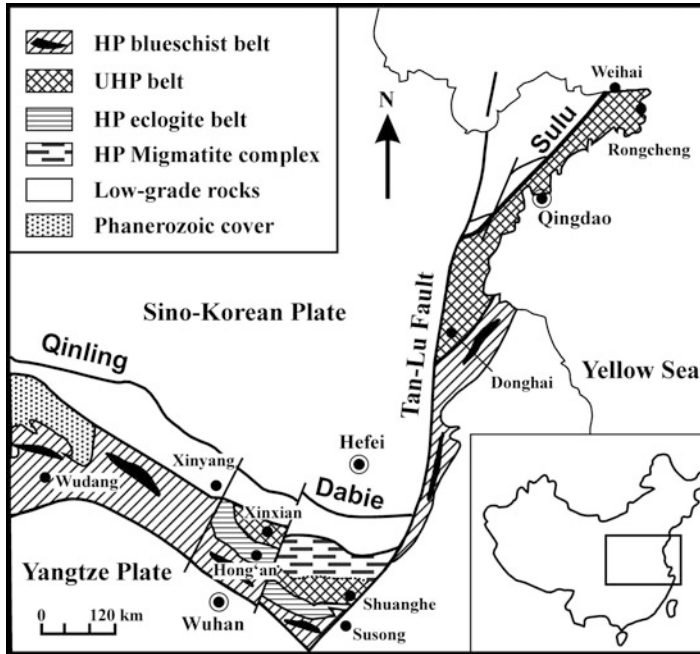 HP blueschist belt
UHP belt
HP eclogite belt
HP Migmatite complex
Low-grade rocks
Phanerozoic cover
N
Weihai
Sulu
Rongcheng
Qingdao
Sino-Korean Plate
Tan-Lu Fault
Qinling
Yellow Sea
Donghai
Hefei
Xinyang
Wudang
Dabie
Xinxian
Yangtze Plate
Hong'an
Shuanghe
Wuhan
Susong
0 120 km